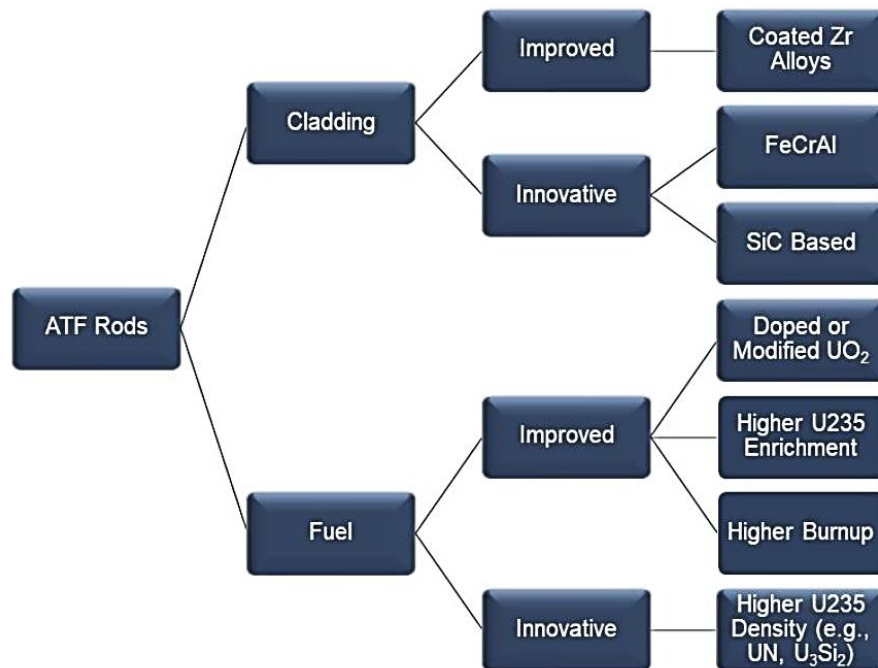 Improved
Coated Zr
Alloys
Cladding
Innovative
FeCrAl
SiC Based
ATF Rods
Doped or
Modified UO₂
Improved
Higher U235
Enrichment
Fuel
Higher Burnup
Innovative
Higher U235
Density (e.g.,
UN, U₃Si₂)